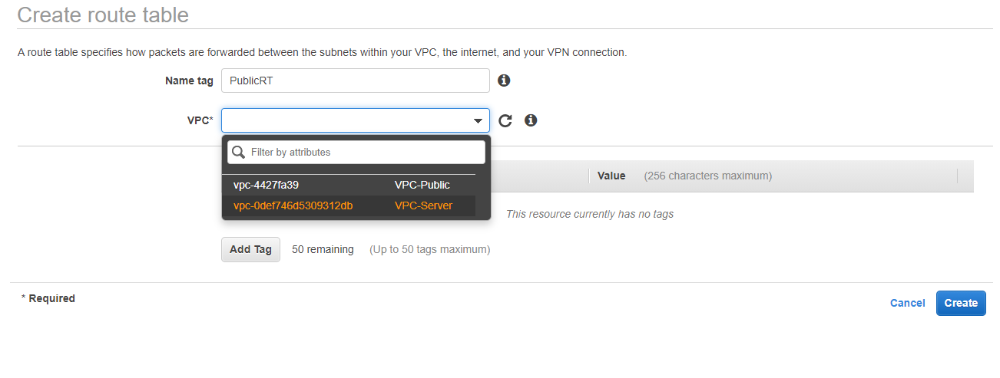 Create route table
A route table specifies how packets are forwarded between the subnets within your VPC, the internet, and your VPN connection.
Name tag PublicRT
VPC*
Filter by attributes
Value (256 characters maximum)
vpc-4427fa39 VPC-Public
vpc-0def746d5309312db VPC-Server
This resource currently has no tags
Add Tag 50 remaining (Up to 50 tags maximum)
* Required
Cancel Create